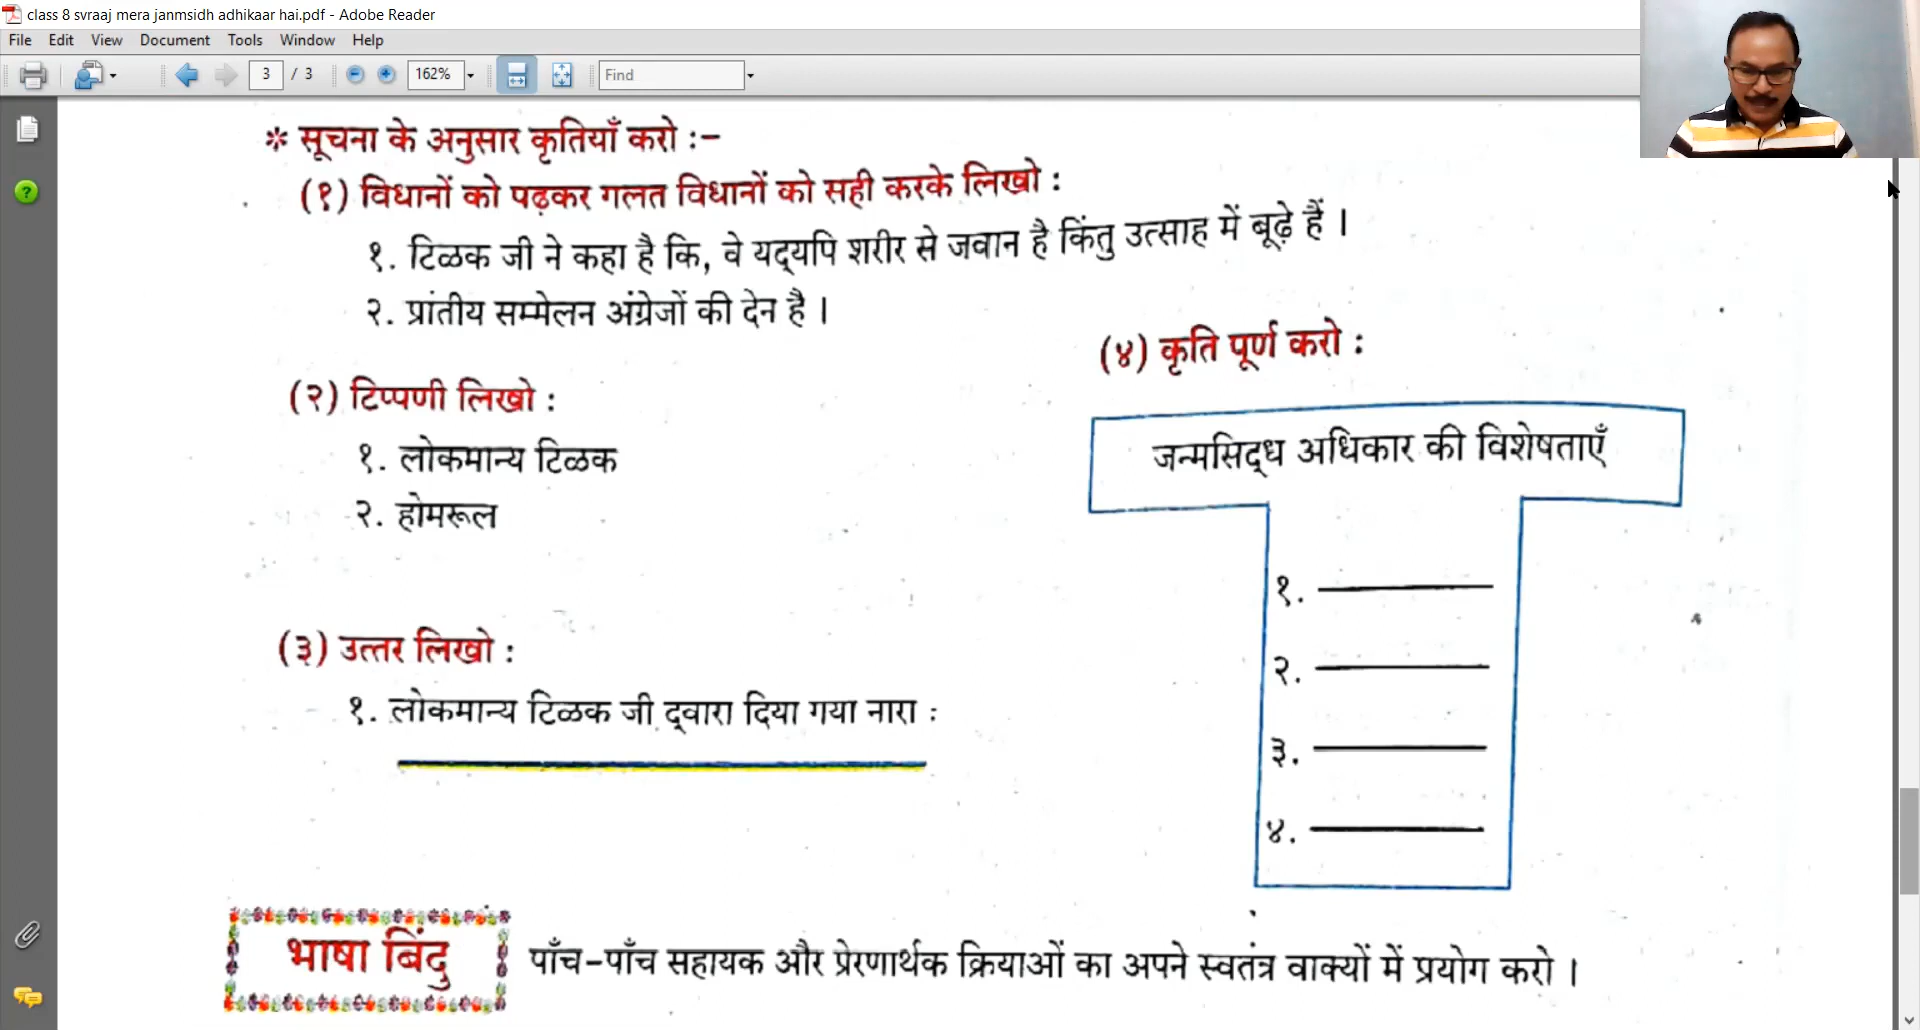 class 8 svraaj mera janmsidh adhikaar hai.pdf - Adobe Reader
File Edit View Document Tools Window Help
3 / 3 162% Find
* सूचना के अनुसार कृतियाँ करो :-
(१) विधानों को पढ़कर गलत विधानों को सही करके लिखो :
१. टिळक जी ने कहा है कि, वे यद्‌यपि शरीर से जवान है किंतु उत्साह में बूढ़े हैं ।
२. प्रांतीय सम्मेलन अंग्रेजों की देन है ।
(२) टिप्पणी लिखो :
१. लोकमान्य टिळक
२. होमरूल
(३) उत्तर लिखो :
१. लोकमान्य टिळक जी द्‌वारा दिया गया नारा :
(४) कृति पूर्ण करो :
जन्मसिद्‌ध अधिकार की विशेषताएँ
१.
२.
३.
४.
भाषा बिंदु
पाँच-पाँच सहायक और प्रेरणार्थक क्रियाओं का अपने स्वतंत्र वाक्यों में प्रयोग करो ।